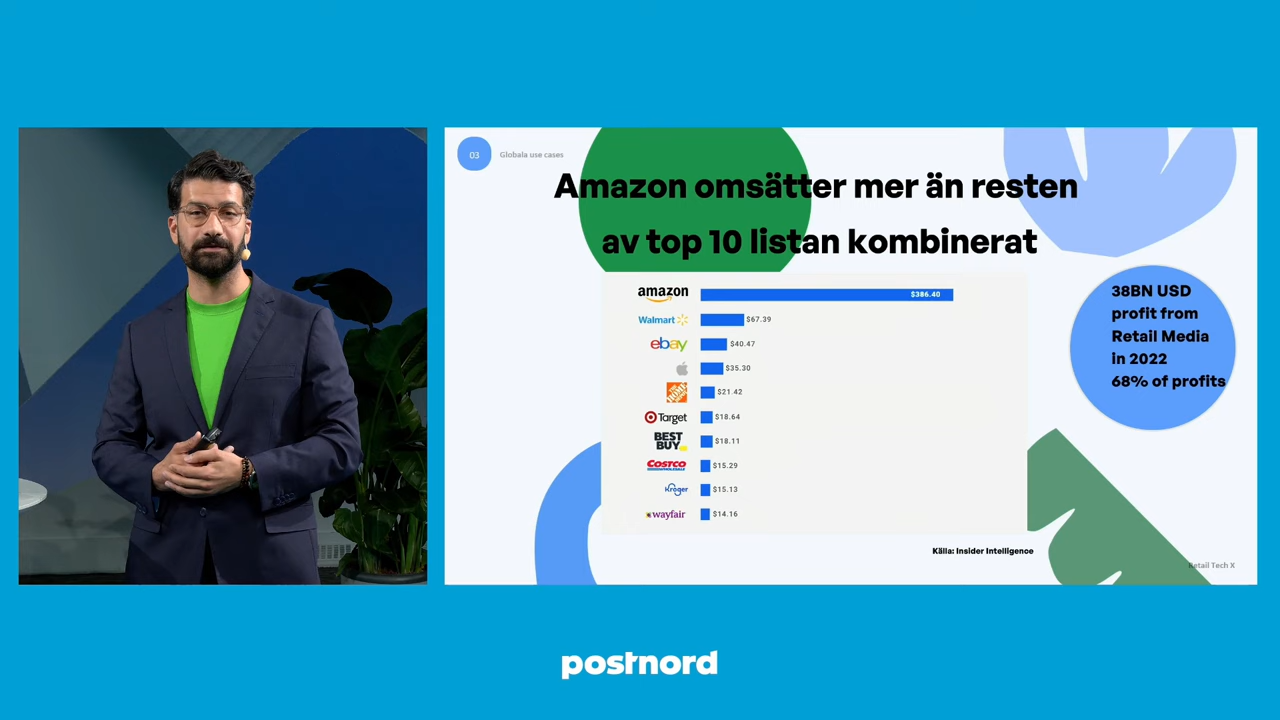 03
Globala use cases
Amazon omsätter mer än resten
av top 10 listan kombinerat
amazon $386.40
Walmart $67.39
ebay $40.47
$35.30
$21.42
Target $18.64
BEST BUY $18.11
COSTCO WHOLESALE $15.29
Kroger $15.13
wayfair $14.16
38BN USD
profit from
Retail Media
in 2022
68% of profits
Källa: Insider Intelligence
Retail Tech X
postnord